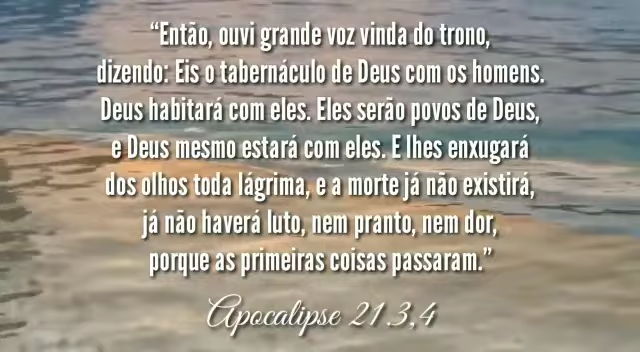 “Então, ouvi grande voz vinda do trono,
dizendo: Eis o tabernáculo de Deus com os homens.
Deus habitará com eles. Eles serão povos de Deus,
e Deus mesmo estará com eles. E lhes enxugará
dos olhos toda lágrima, e a morte já não existirá,
já não haverá luto, nem pranto, nem dor,
porque as primeiras coisas passaram.”
Apocalipse 21.3,4